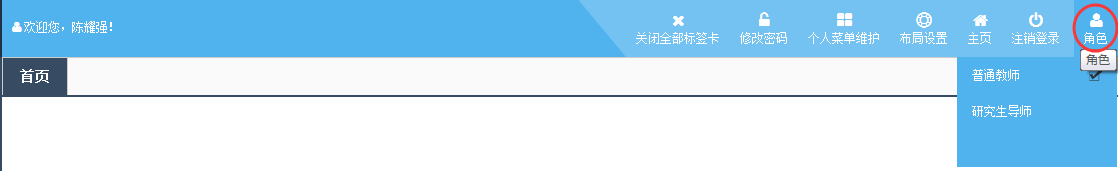 欢迎您，陈耀强!
关闭全部标签卡 修改密码 个人菜单维护 布局设置 主页 注销登录 角色
角色
首页
普通教师
研究生导师